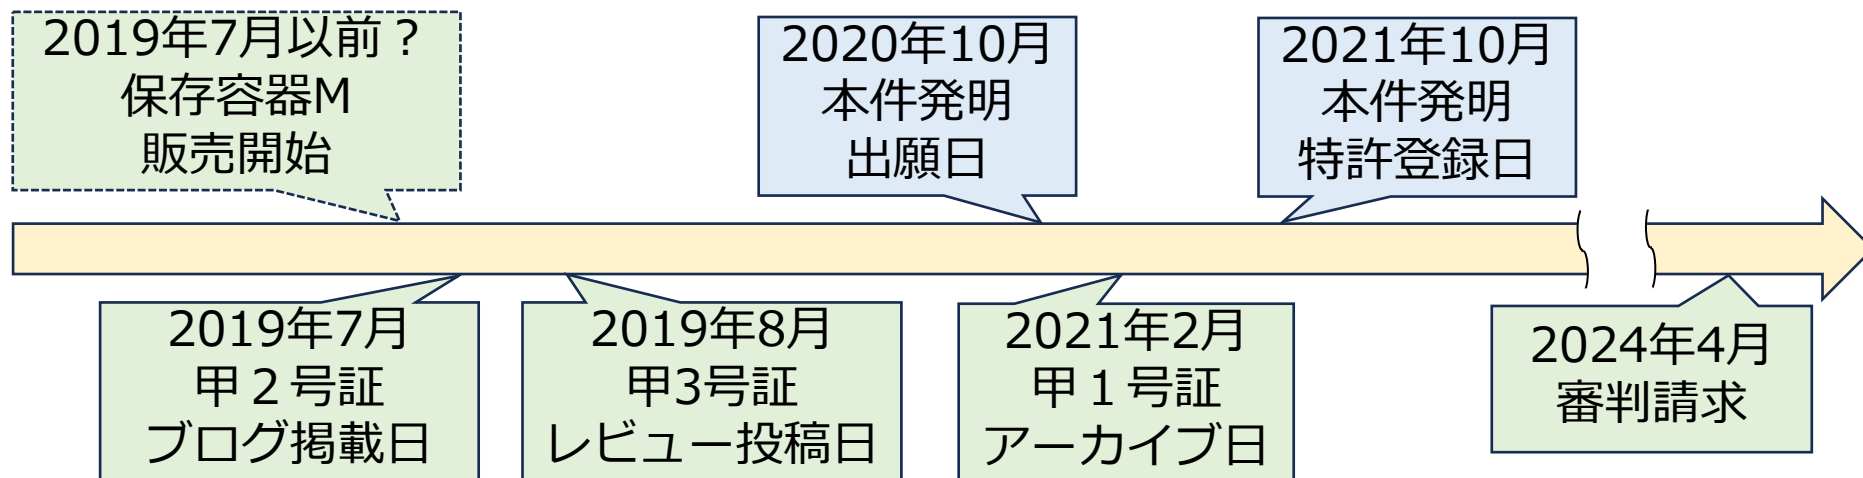 2019年7月以前？
保存容器M
販売開始
2020年10月
本件発明
出願日
2021年10月
本件発明
特許登録日
2019年7月
甲２号証
ブログ掲載日
2019年8月
甲3号証
レビュー投稿日
2021年2月
甲１号証
アーカイブ日
2024年4月
審判請求